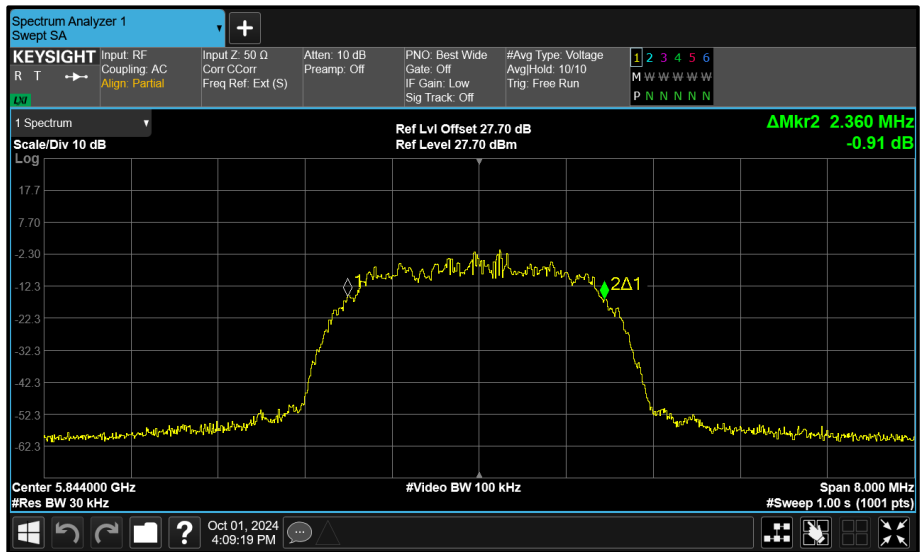 Spectrum Analyzer 1
Swept SA
KEYSIGHT
R T
LXI
Input: RF
Coupling: AC
Align: Partial
Input Z: 50 Ω
Corr CCorr
Freq Ref: Ext (S)
Atten: 10 dB
Preamp: Off
PNO: Best Wide
Gate: Off
IF Gain: Low
Sig Track: Off
#Avg Type: Voltage
Avg|Hold: 10/10
Trig: Free Run
1 2 3 4 5 6
M W W W W W
P N N N N N
1 Spectrum
Scale/Div 10 dB
Ref Lvl Offset 27.70 dB
Ref Level 27.70 dBm
ΔMkr2 2.360 MHz
-0.91 dB
Log
17.7
7.70
-2.30
-12.3
-22.3
-32.3
-42.3
-52.3
-62.3
1
2Δ1
Center 5.844000 GHz
#Video BW 100 kHz
Span 8.000 MHz
#Res BW 30 kHz
#Sweep 1.00 s (1001 pts)
?
Oct 01, 2024
4:09:19 PM